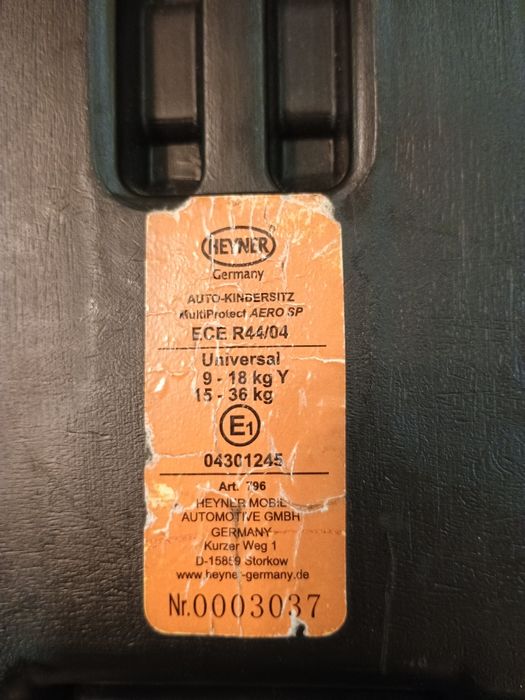 HEYNER
Germany
AUTO-KINDERSITZ
MultiProtect AERO SP
ECE R44/04
Universal
9 - 18 kg Y
15 - 36 kg
E1
04301245
Art. 796
HEYNER MOBIL
AUTOMOTIVE GMBH
GERMANY
Kurzer Weg 1
D-15859 Storkow
www.heyner-germany.de
Nr.0003037